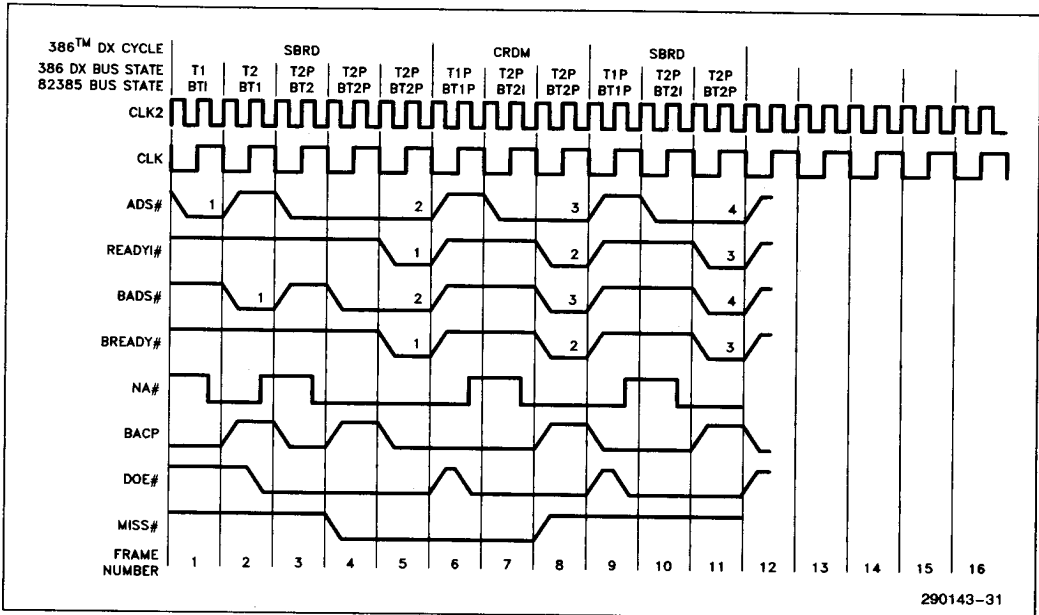 386™ DX CYCLE SBRD CRDM SBRD
386 DX BUS STATE T1 T2 T2P T2P T2P T1P T2P T2P T1P T2P T2P
82385 BUS STATE BTI BT1 BT2 BT2P BT2P BT1P BT2I BT2P BT1P BT2I BT2P
CLK2
CLK
ADS# 1 2 3 4
READYI# 1 2 3
BADS# 1 2 3 4
BREADY# 1 2 3
NA#
BACP
DOE#
MISS#
FRAME
NUMBER 1 2 3 4 5 6 7 8 9 10 11 12 13 14 15 16
290143-31